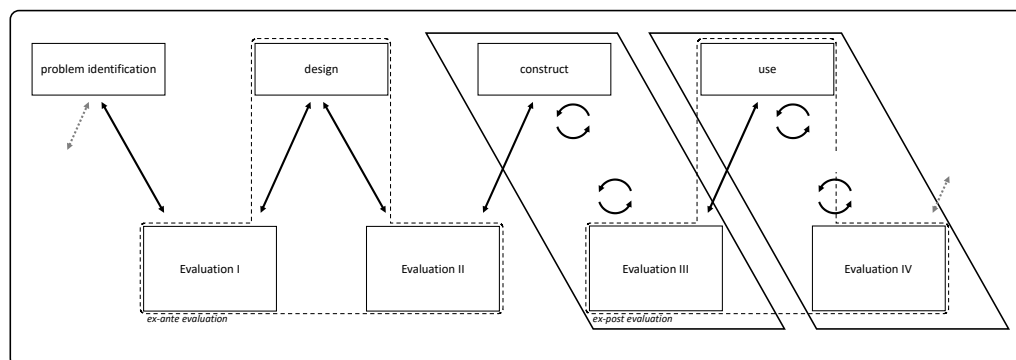 problem identification
design
construct
use
Evaluation I
Evaluation II
Evaluation III
Evaluation IV
ex-ante evaluation
ex-post evaluation